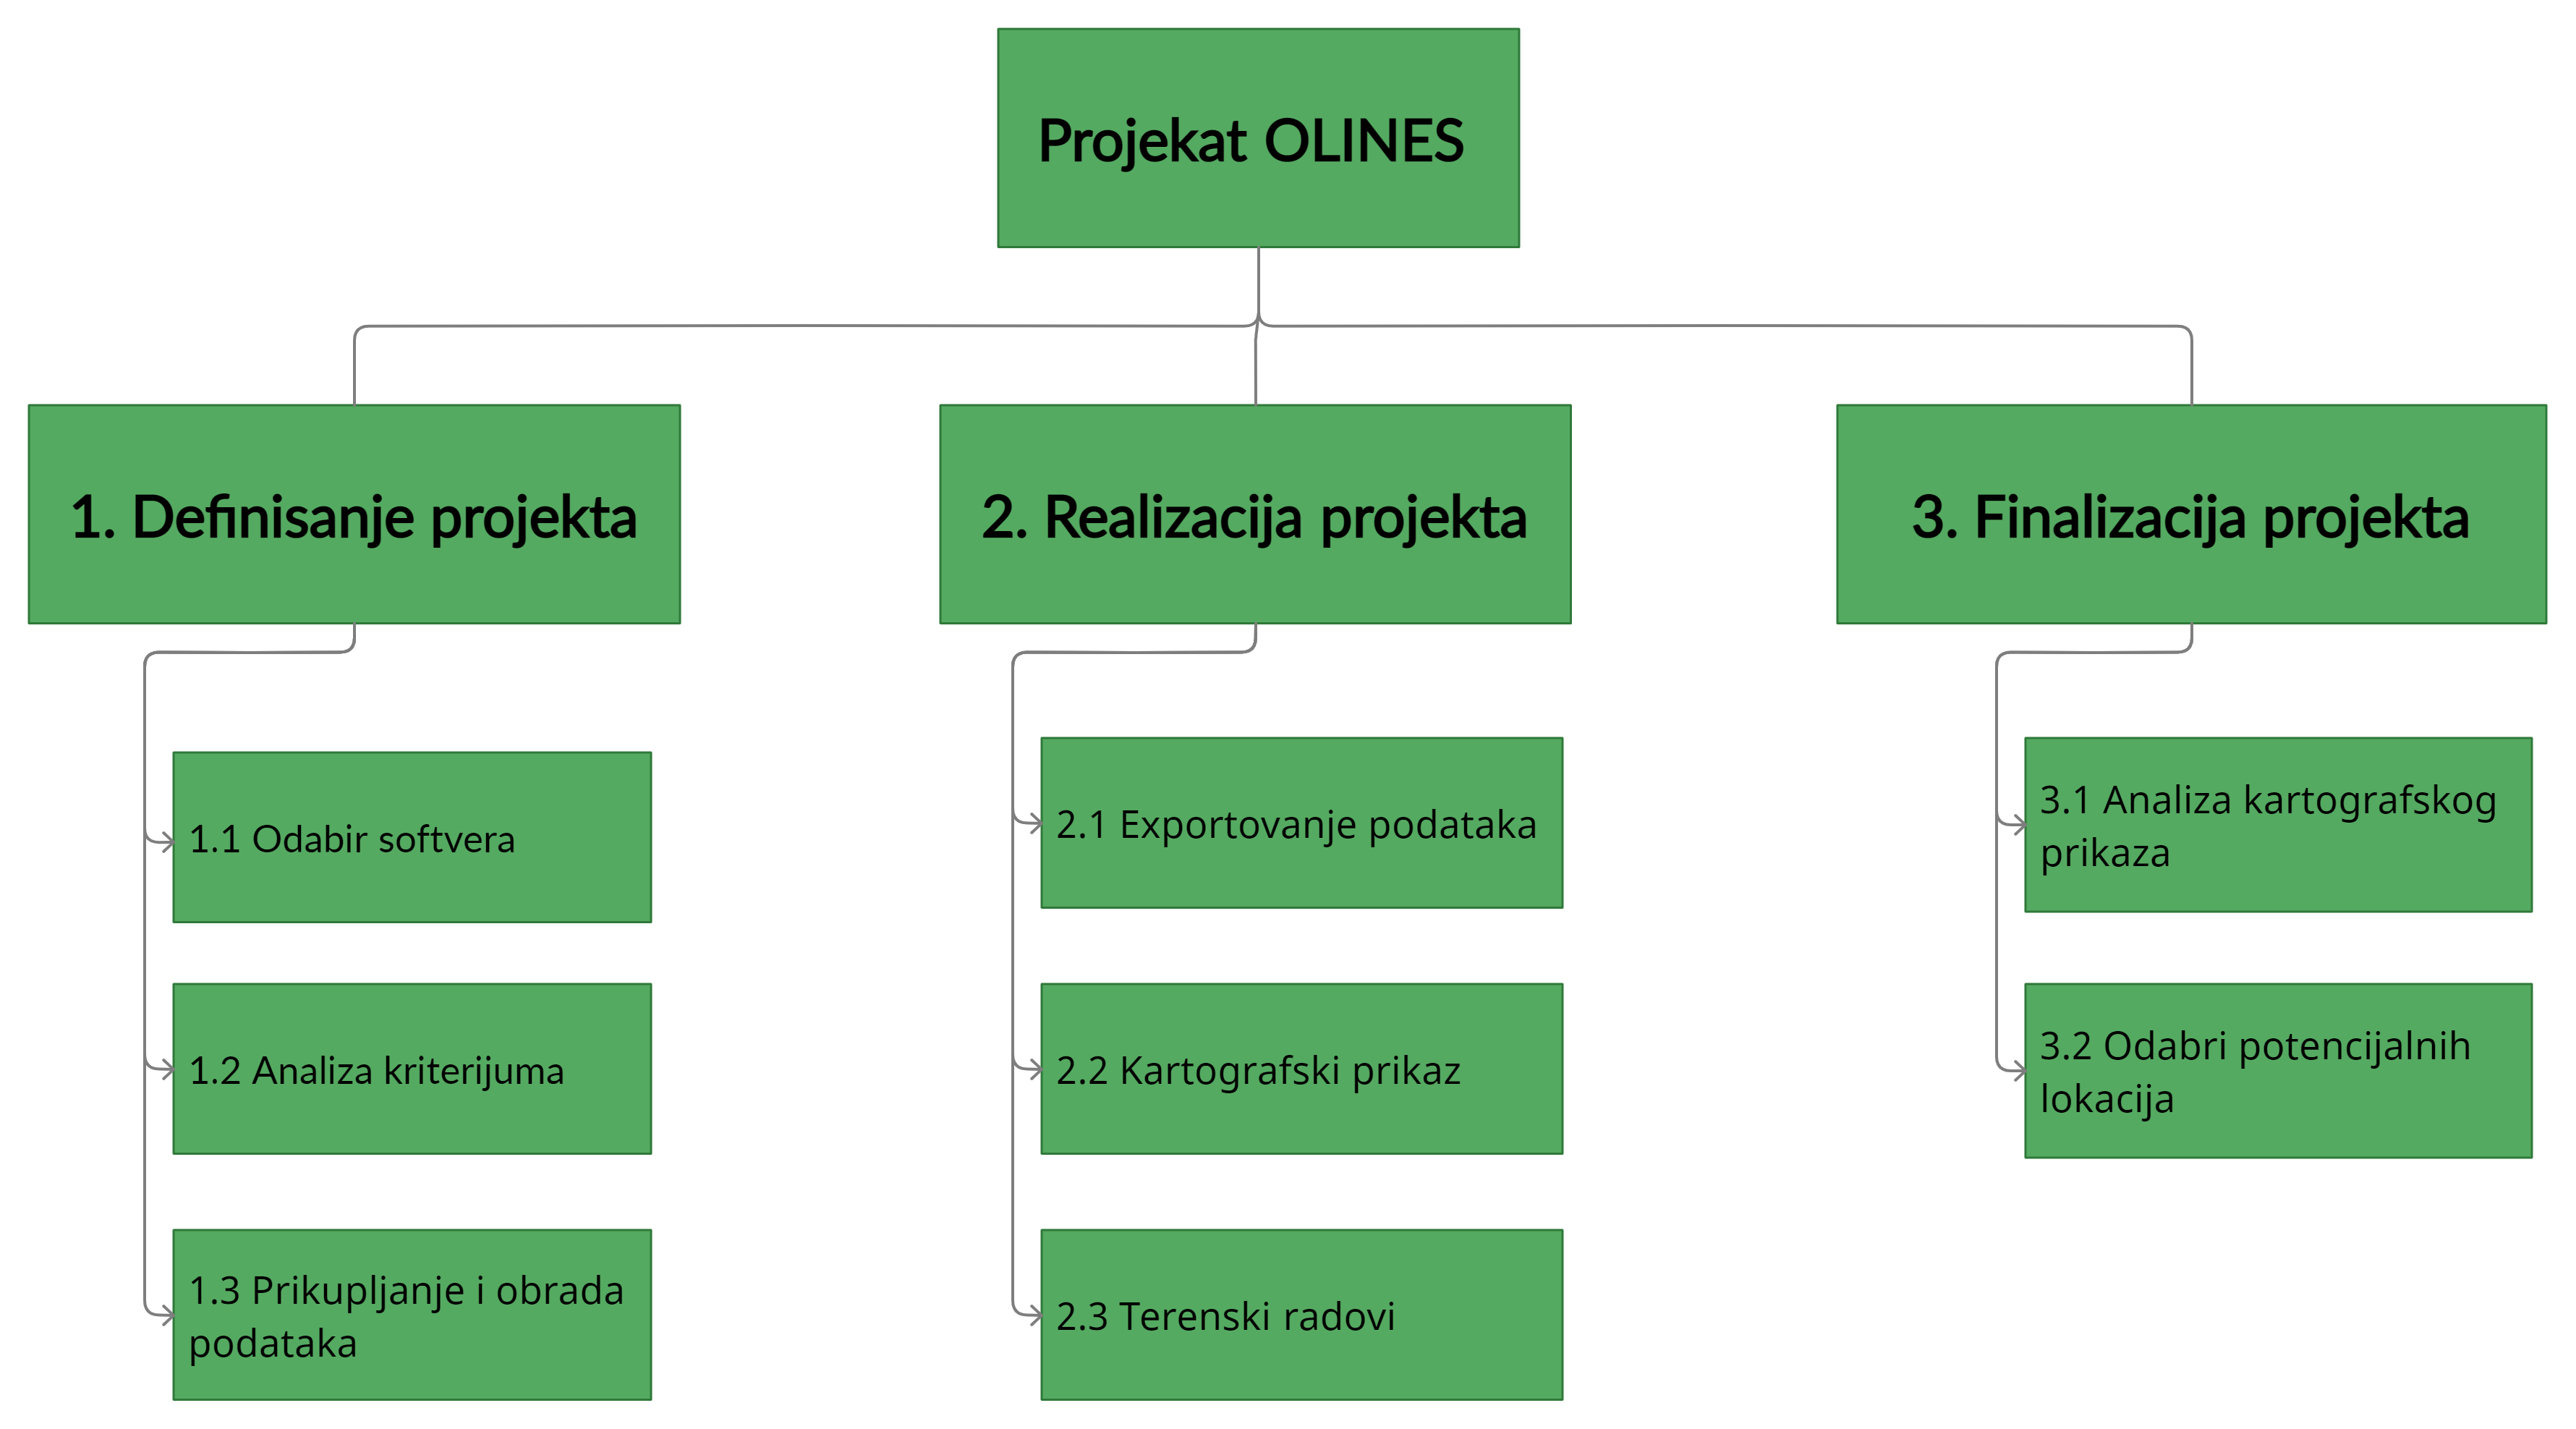 Projekat OLINES
1. Definisanje projekta
2. Realizacija projekta
3. Finalizacija projekta
1.1 Odabir softvera
1.2 Analiza kriterijuma
1.3 Prikupljanje i obrada
podataka
2.1 Exportovanje podataka
2.2 Kartografski prikaz
2.3 Terenski radovi
3.1 Analiza kartografskog
prikaza
3.2 Odabri potencijalnih
lokacija